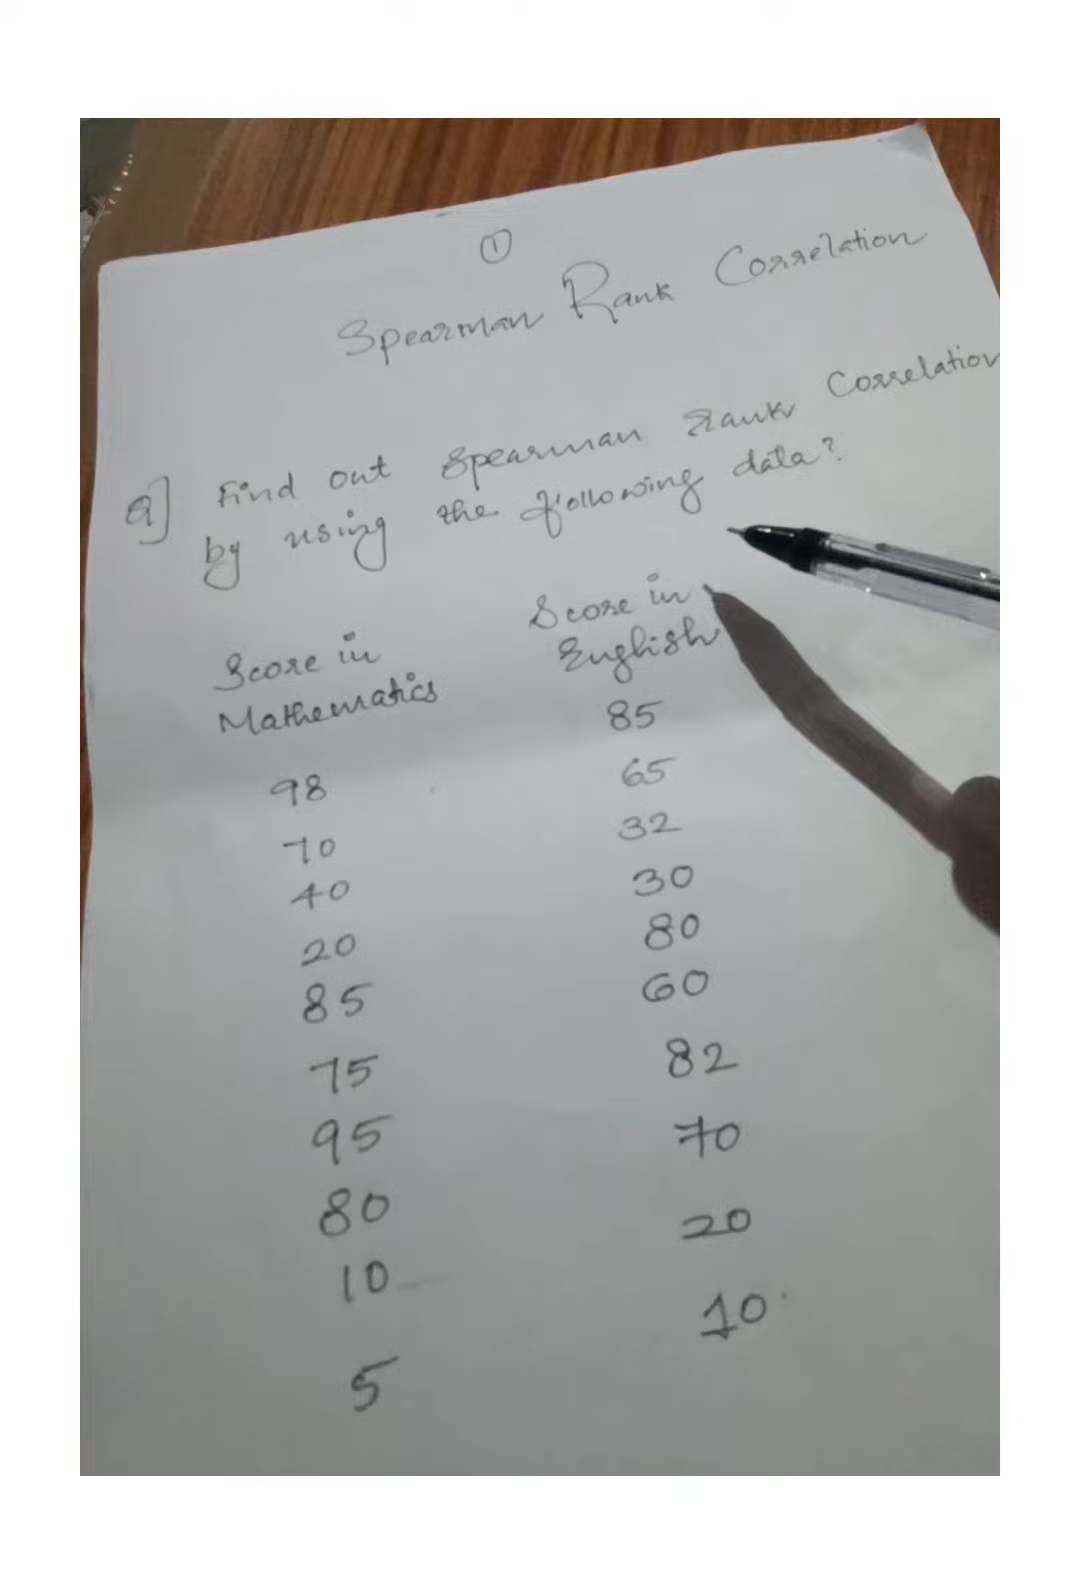 1
Spearman Rank Correlation
Q] Find out Spearman Rank Correlation
by using the following data?
Score in Mathematics
Score in English
98 85
70 65
40 32
20 30
85 80
75 60
95 82
80 70
10 20
5 10